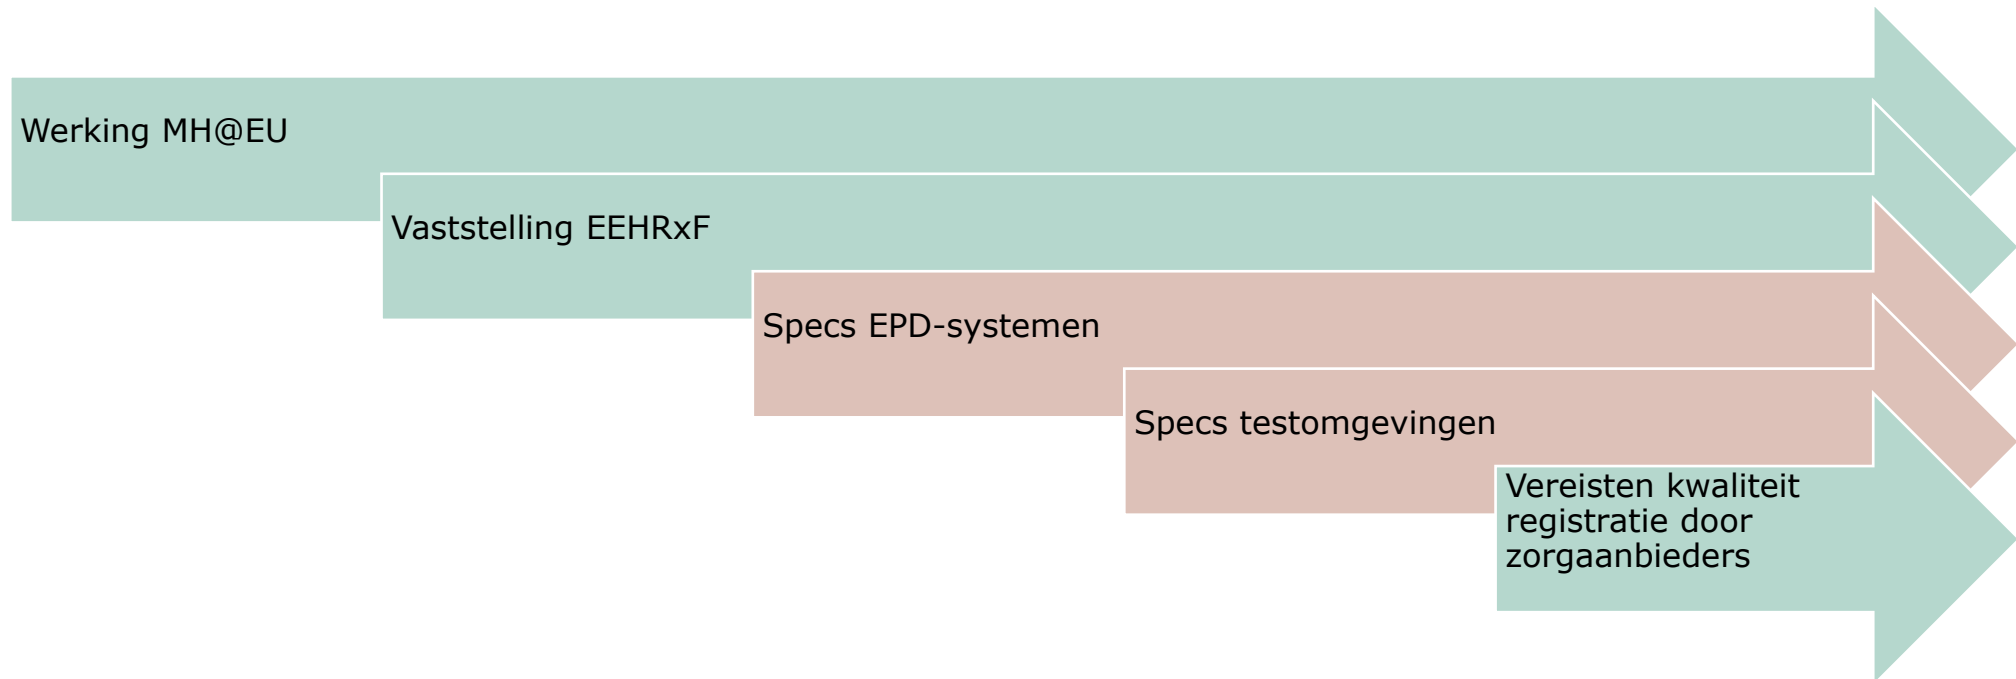 Werking MH@EU
Vaststelling EEHRxF
Specs EPD-systemen
Specs testomgevingen
Vereisten kwaliteit
registratie door
zorgaanbieders